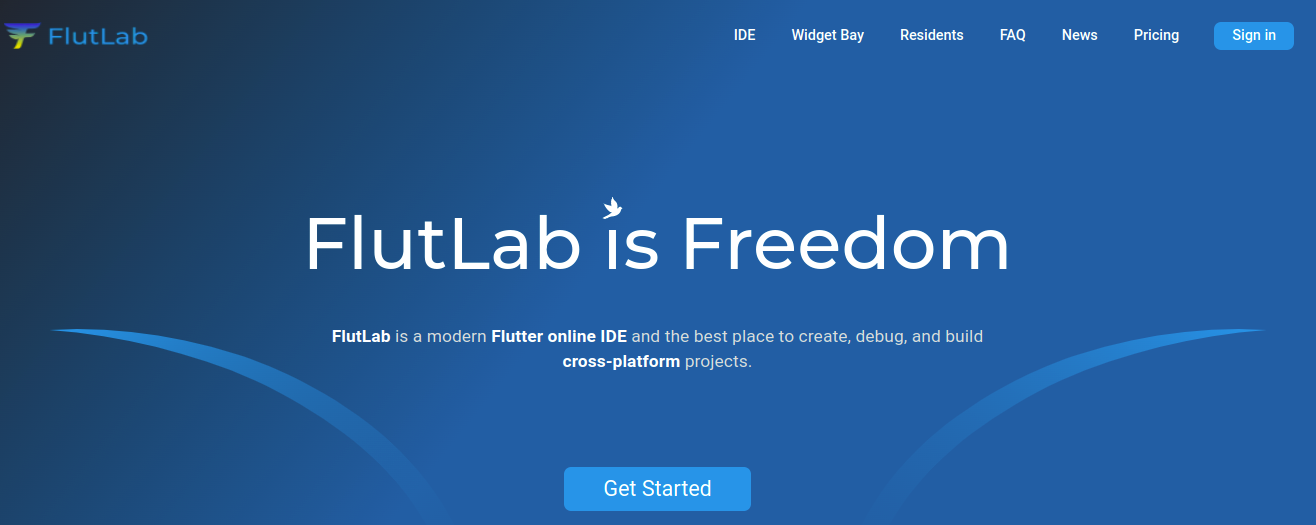 FlutLab
IDE Widget Bay Residents FAQ News Pricing Sign in
FlutLab is Freedom
FlutLab is a modern Flutter online IDE and the best place to create, debug, and build
cross-platform projects.
Get Started